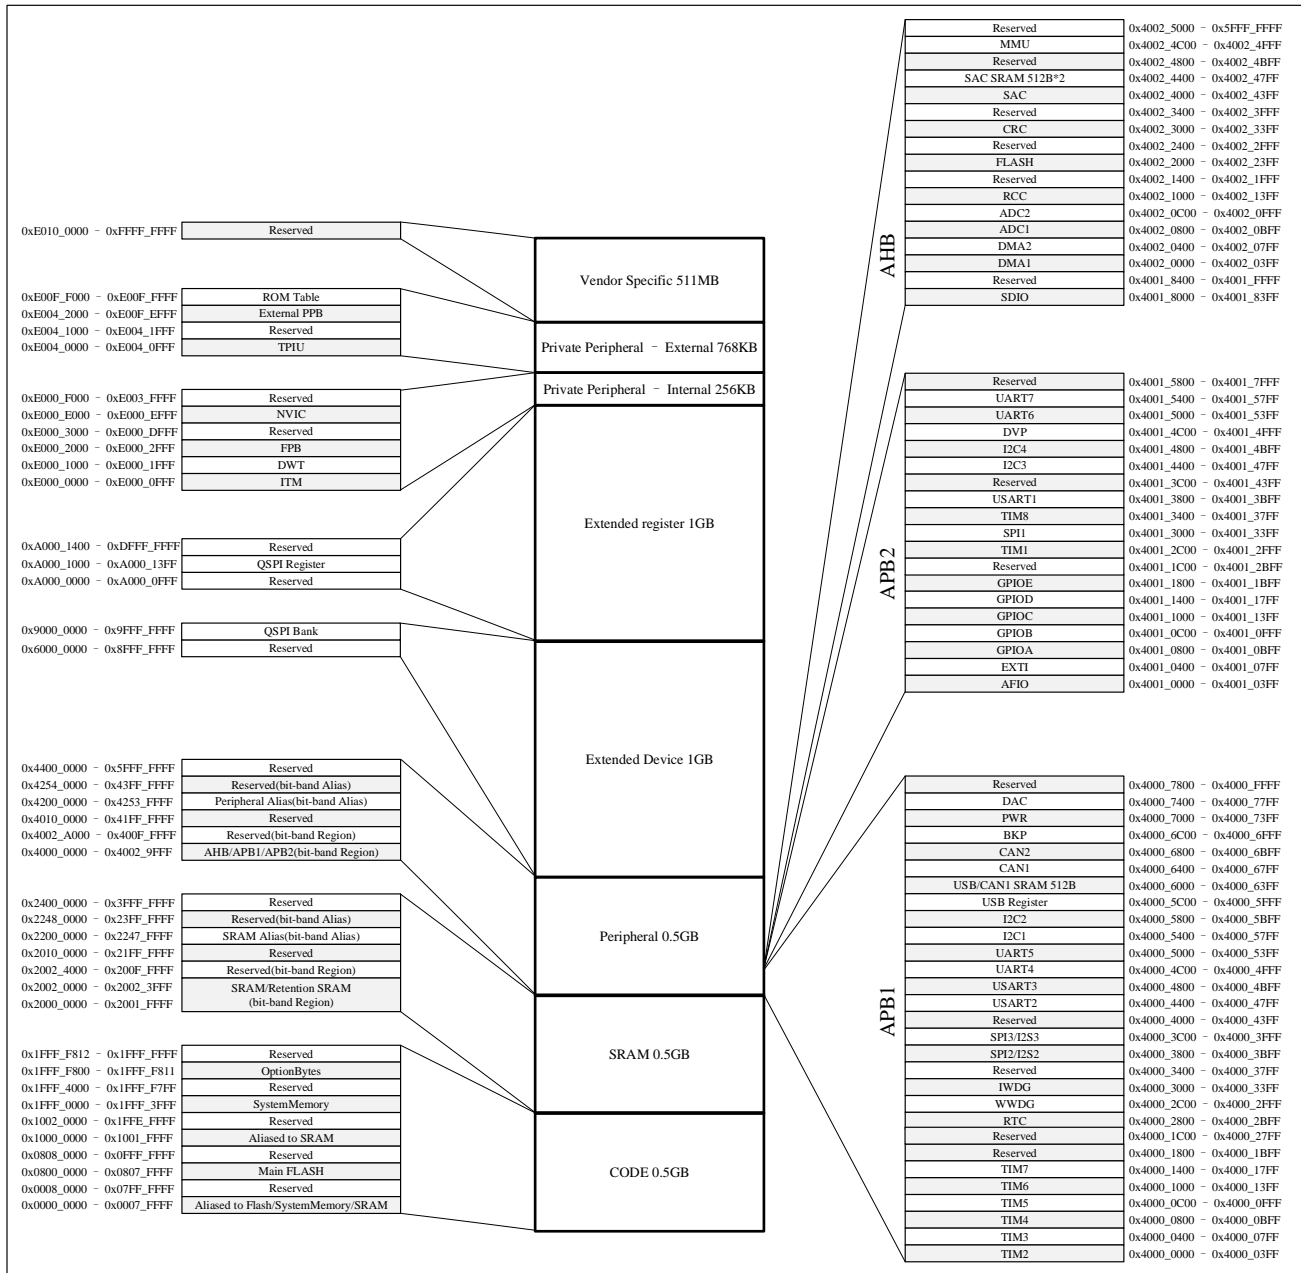 0xE010_0000 - 0xFFFF_FFFF Reserved
0xE00F_F000 - 0xE00F_FFFF ROM Table
0xE004_2000 - 0xE00F_EFFF External PPB
0xE004_1000 - 0xE004_1FFF Reserved
0xE004_0000 - 0xE004_0FFF TPIU
0xE000_F000 - 0xE003_FFFF Reserved
0xE000_E000 - 0xE000_EFFF NVIC
0xE000_3000 - 0xE000_DFFF Reserved
0xE000_2000 - 0xE000_2FFF FPB
0xE000_1000 - 0xE000_1FFF DWT
0xE000_0000 - 0xE000_0FFF ITM
0xA000_1400 - 0xDFFF_FFFF Reserved
0xA000_1000 - 0xA000_13FF QSPI Register
0xA000_0000 - 0xA000_0FFF Reserved
0x9000_0000 - 0x9FFF_FFFF QSPI Bank
0x6000_0000 - 0x8FFF_FFFF Reserved
0x4400_0000 - 0x5FFF_FFFF Reserved
0x4254_0000 - 0x43FF_FFFF Reserved(bit-band Alias)
0x4200_0000 - 0x4253_FFFF Peripheral Alias(bit-band Alias)
0x4010_0000 - 0x41FF_FFFF Reserved
0x4002_A000 - 0x400F_FFFF Reserved(bit-band Region)
0x4000_0000 - 0x4002_9FFF AHB/APB1/APB2(bit-band Region)
0x2400_0000 - 0x3FFF_FFFF Reserved
0x2248_0000 - 0x23FF_FFFF Reserved(bit-band Alias)
0x2200_0000 - 0x2247_FFFF SRAM Alias(bit-band Alias)
0x2010_0000 - 0x21FF_FFFF Reserved
0x2002_4000 - 0x200F_FFFF Reserved(bit-band Region)
0x2002_0000 - 0x2002_3FFF SRAM/Retention SRAM
0x2000_0000 - 0x2001_FFFF (bit-band Region)
0x1FFF_F812 - 0x1FFF_FFFF Reserved
0x1FFF_F800 - 0x1FFF_F811 OptionBytes
0x1FFF_4000 - 0x1FFF_F7FF Reserved
0x1FFF_0000 - 0x1FFF_3FFF SystemMemory
0x1002_0000 - 0x1FFE_FFFF Reserved
0x1000_0000 - 0x1001_FFFF Aliased to SRAM
0x0808_0000 - 0x0FFF_FFFF Reserved
0x0800_0000 - 0x0807_FFFF Main FLASH
0x0008_0000 - 0x07FF_FFFF Reserved
0x0000_0000 - 0x0007_FFFF Aliased to Flash/SystemMemory/SRAM
Vendor Specific 511MB
Private Peripheral - External 768KB
Private Peripheral - Internal 256KB
Extended register 1GB
Extended Device 1GB
Peripheral 0.5GB
SRAM 0.5GB
CODE 0.5GB
AHB
Reserved 0x4002_5000 - 0x5FFF_FFFF
MMU 0x4002_4C00 - 0x4002_4FFF
Reserved 0x4002_4800 - 0x4002_4BFF
SAC SRAM 512B*2 0x4002_4400 - 0x4002_47FF
SAC 0x4002_4000 - 0x4002_43FF
Reserved 0x4002_3400 - 0x4002_3FFF
CRC 0x4002_3000 - 0x4002_33FF
Reserved 0x4002_2400 - 0x4002_2FFF
FLASH 0x4002_2000 - 0x4002_23FF
Reserved 0x4002_1400 - 0x4002_1FFF
RCC 0x4002_1000 - 0x4002_13FF
ADC2 0x4002_0C00 - 0x4002_0FFF
ADC1 0x4002_0800 - 0x4002_0BFF
DMA2 0x4002_0400 - 0x4002_07FF
DMA1 0x4002_0000 - 0x4002_03FF
Reserved 0x4001_8400 - 0x4001_FFFF
SDIO 0x4001_8000 - 0x4001_83FF
APB2
Reserved 0x4001_5800 - 0x4001_7FFF
UART7 0x4001_5400 - 0x4001_57FF
UART6 0x4001_5000 - 0x4001_53FF
DVP 0x4001_4C00 - 0x4001_4FFF
I2C4 0x4001_4800 - 0x4001_4BFF
I2C3 0x4001_4400 - 0x4001_47FF
Reserved 0x4001_3C00 - 0x4001_43FF
USART1 0x4001_3800 - 0x4001_3BFF
TIM8 0x4001_3400 - 0x4001_37FF
SPI1 0x4001_3000 - 0x4001_33FF
TIM1 0x4001_2C00 - 0x4001_2FFF
Reserved 0x4001_1C00 - 0x4001_2BFF
GPIOE 0x4001_1800 - 0x4001_1BFF
GPIOD 0x4001_1400 - 0x4001_17FF
GPIOC 0x4001_1000 - 0x4001_13FF
GPIOB 0x4001_0C00 - 0x4001_0FFF
GPIOA 0x4001_0800 - 0x4001_0BFF
EXTI 0x4001_0400 - 0x4001_07FF
AFIO 0x4001_0000 - 0x4001_03FF
APB1
Reserved 0x4000_7800 - 0x4000_FFFF
DAC 0x4000_7400 - 0x4000_77FF
PWR 0x4000_7000 - 0x4000_73FF
BKP 0x4000_6C00 - 0x4000_6FFF
CAN2 0x4000_6800 - 0x4000_6BFF
CAN1 0x4000_6400 - 0x4000_67FF
USB/CAN1 SRAM 512B 0x4000_6000 - 0x4000_63FF
USB Register 0x4000_5C00 - 0x4000_5FFF
I2C2 0x4000_5800 - 0x4000_5BFF
I2C1 0x4000_5400 - 0x4000_57FF
UART5 0x4000_5000 - 0x4000_53FF
UART4 0x4000_4C00 - 0x4000_4FFF
USART3 0x4000_4800 - 0x4000_4BFF
USART2 0x4000_4400 - 0x4000_47FF
Reserved 0x4000_4000 - 0x4000_43FF
SPI3/I2S3 0x4000_3C00 - 0x4000_3FFF
SPI2/I2S2 0x4000_3800 - 0x4000_3BFF
Reserved 0x4000_3400 - 0x4000_37FF
IWDG 0x4000_3000 - 0x4000_33FF
WWDG 0x4000_2C00 - 0x4000_2FFF
RTC 0x4000_2800 - 0x4000_2BFF
Reserved 0x4000_1C00 - 0x4000_27FF
Reserved 0x4000_1800 - 0x4000_1BFF
TIM7 0x4000_1400 - 0x4000_17FF
TIM6 0x4000_1000 - 0x4000_13FF
TIM5 0x4000_0C00 - 0x4000_0FFF
TIM4 0x4000_0800 - 0x4000_0BFF
TIM3 0x4000_0400 - 0x4000_07FF
TIM2 0x4000_0000 - 0x4000_03FF